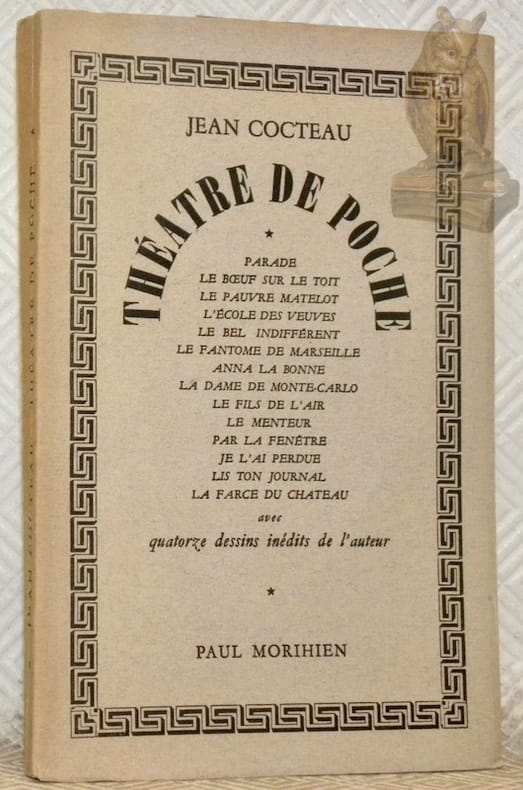 JEAN COCTEAU
THÉATRE DE POCHE
PARADE
LE BŒUF SUR LE TOIT
LE PAUVRE MATELOT
L'ÉCOLE DES VEUVES
LE BEL INDIFFÉRENT
LE FANTOME DE MARSEILLE
ANNA LA BONNE
LA DAME DE MONTE-CARLO
LE FILS DE L'AIR
LE MENTEUR
PAR LA FENÊTRE
JE L'AI PERDUE
LIS TON JOURNAL
LA FARCE DU CHATEAU
avec
quatorze dessins inédits de l'auteur
PAUL MORIHIEN
JEAN COCTEAU THÉATRE DE POCHE